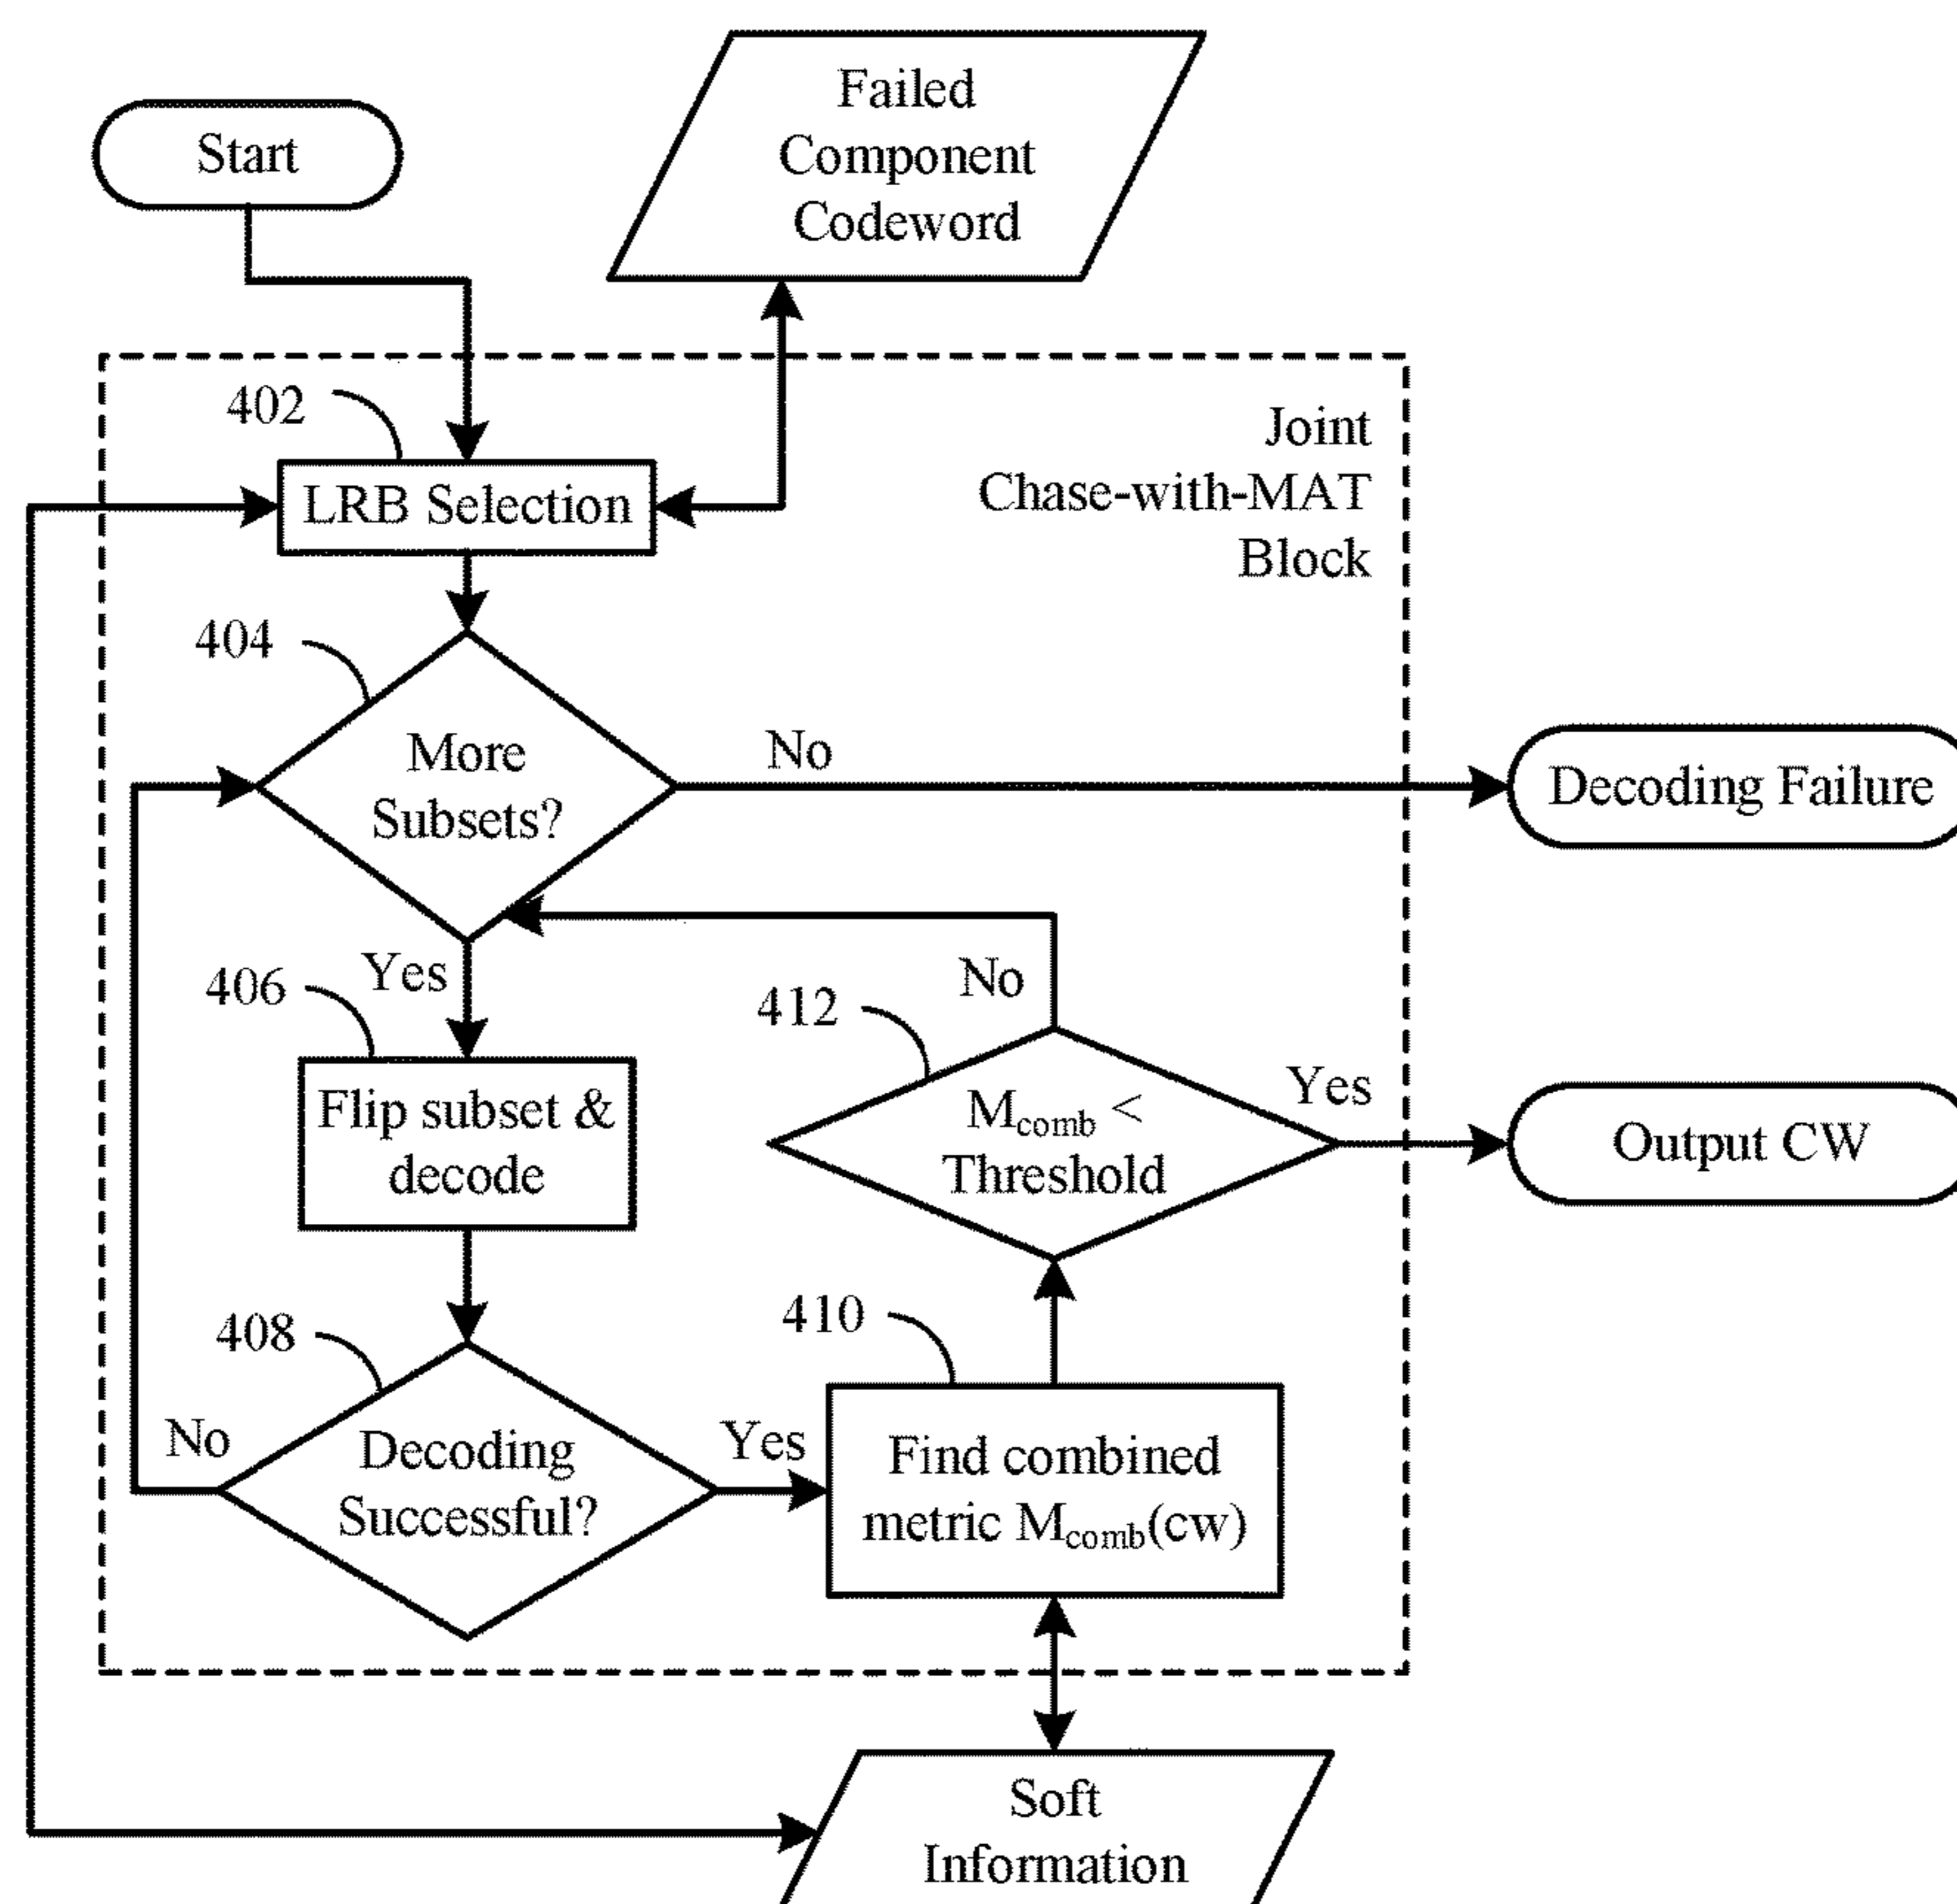 Start
Failed
Component
Codeword
402
Joint
Chase-with-MAT
Block
LRB Selection
404
More
Subsets?
No
Decoding Failure
Yes
406
No
412
Flip subset &
decode
M_comb <
Threshold
Yes
Output CW
408
410
No
Decoding
Successful?
Yes
Find combined
metric M_comb(cw)
Soft
Information